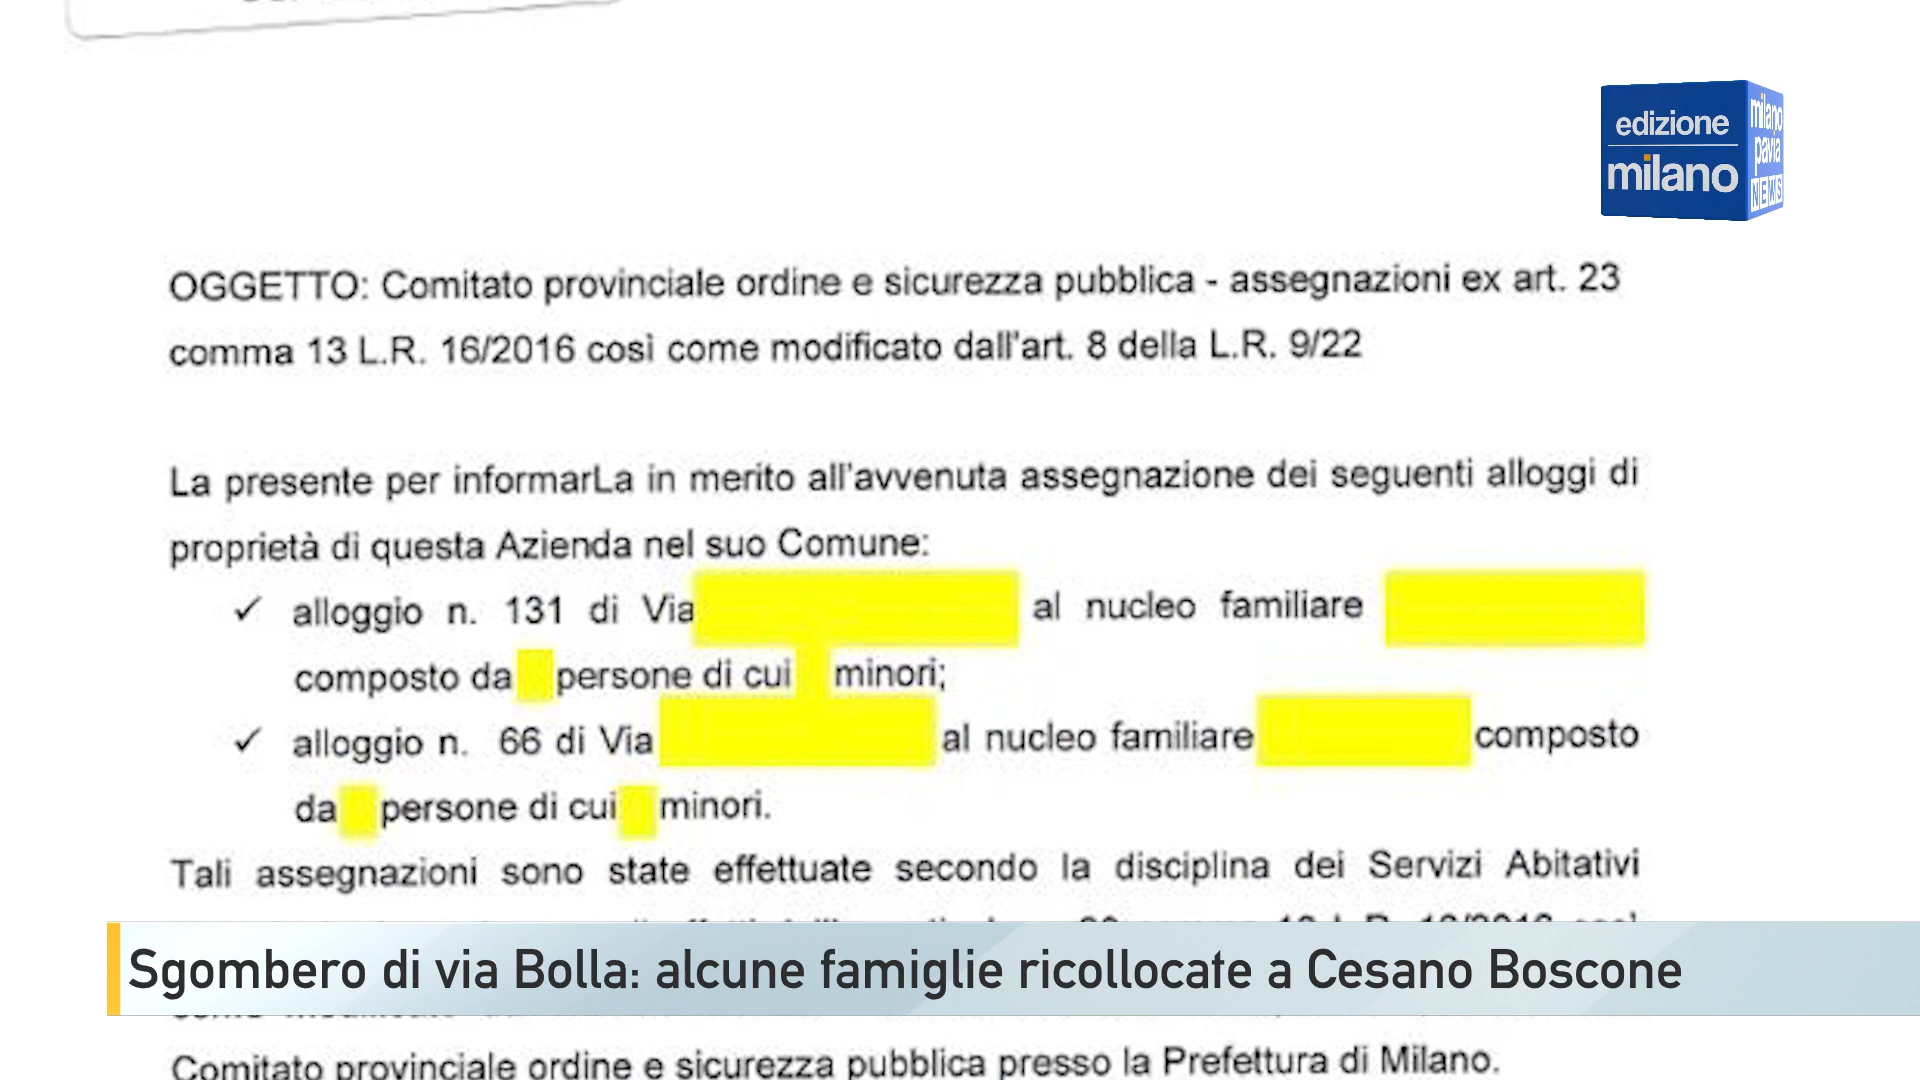 edizione
milano
milano
pavia
NEWS
OGGETTO: Comitato provinciale ordine e sicurezza pubblica - assegnazioni ex art. 23
comma 13 L.R. 16/2016 così come modificato dall'art. 8 della L.R. 9/22
La presente per informarLa in merito all'avvenuta assegnazione dei seguenti alloggi di
proprietà di questa Azienda nel suo Comune:
✓ alloggio n. 131 di Via al nucleo familiare
composto da persone di cui minori;
✓ alloggio n. 66 di Via al nucleo familiare composto
da persone di cui minori.
Tali assegnazioni sono state effettuate secondo la disciplina dei Servizi Abitativi
Sgombero di via Bolla: alcune famiglie ricollocate a Cesano Boscone
Comitato provinciale ordine e sicurezza pubblica presso la Prefettura di Milano.